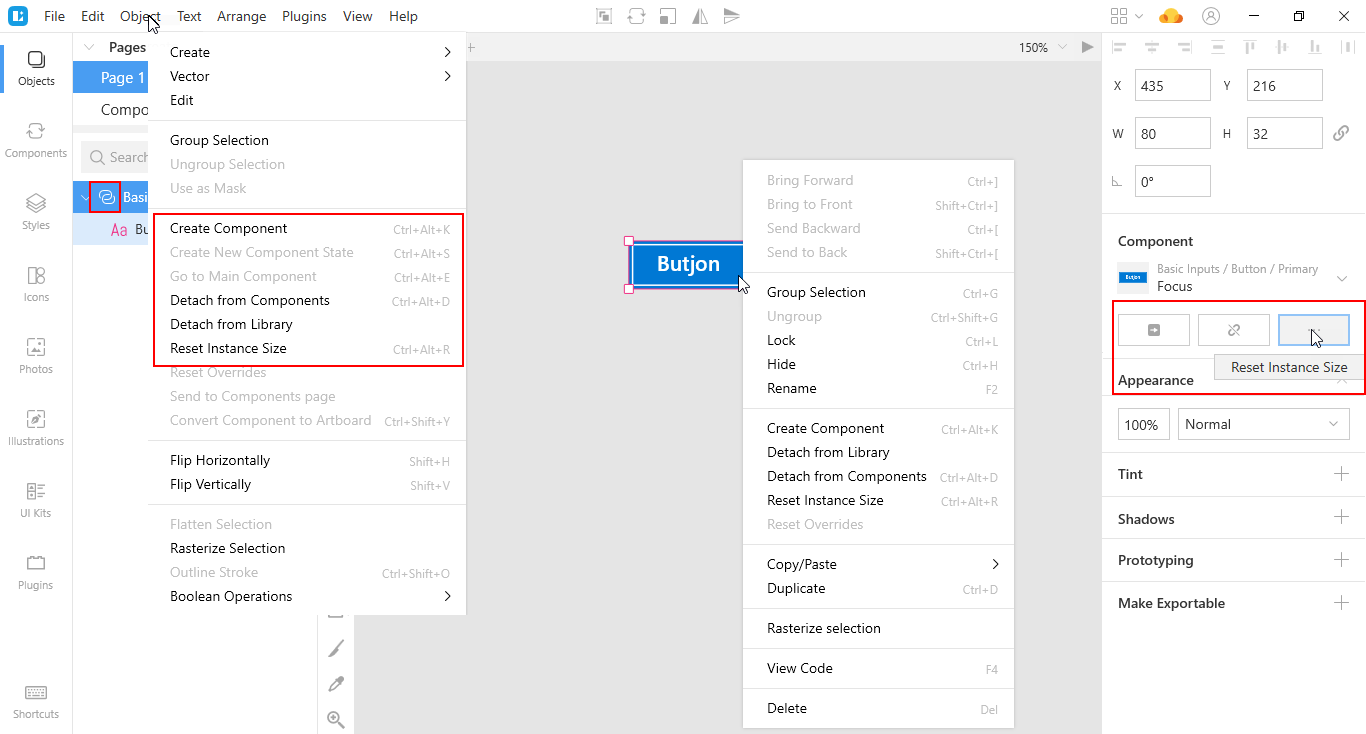 File Edit Object Text Arrange Plugins View Help
Objects
Components
Styles
Icons
Photos
Illustrations
UI Kits
Plugins
Shortcuts
Pages
Page 1
Compo
Search
Basi
Aa Bu
Create
Vector
Edit
Group Selection
Ungroup Selection
Use as Mask
Create Component Ctrl+Alt+K
Create New Component State Ctrl+Alt+S
Go to Main Component Ctrl+Alt+E
Detach from Components Ctrl+Alt+D
Detach from Library
Reset Instance Size Ctrl+Alt+R
Reset Overrides
Send to Components page
Convert Component to Artboard Ctrl+Shift+Y
Flip Horizontally Shift+H
Flip Vertically Shift+V
Flatten Selection
Rasterize Selection
Outline Stroke Ctrl+Shift+O
Boolean Operations
150%
Butjon
Bring Forward Ctrl+]
Bring to Front Shift+Ctrl+]
Send Backward Ctrl+[
Send to Back Shift+Ctrl+[
Group Selection Ctrl+G
Ungroup Ctrl+Shift+G
Lock Ctrl+L
Hide Ctrl+H
Rename F2
Create Component Ctrl+Alt+K
Detach from Library
Detach from Components Ctrl+Alt+D
Reset Instance Size Ctrl+Alt+R
Reset Overrides
Copy/Paste
Duplicate Ctrl+D
Rasterize selection
View Code F4
Delete Del
X 435 Y 216
W 80 H 32
0°
Component
Butjon
Basic Inputs / Button / Primary
Focus
Reset Instance Size
Appearance
100% Normal
Tint
Shadows
Prototyping
Make Exportable